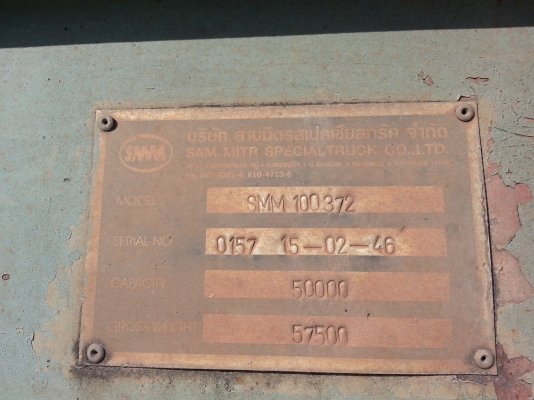 SMM
บริษัท สามมิตรสเปเชียลทรัค จำกัด
SAM MITR SPECIALTRUCK CO.,LTD.
MODEL SMM 100372
SERIAL NO 0157 15-02-46
CAPACITY 50000
GROSS WEIGHT 57500